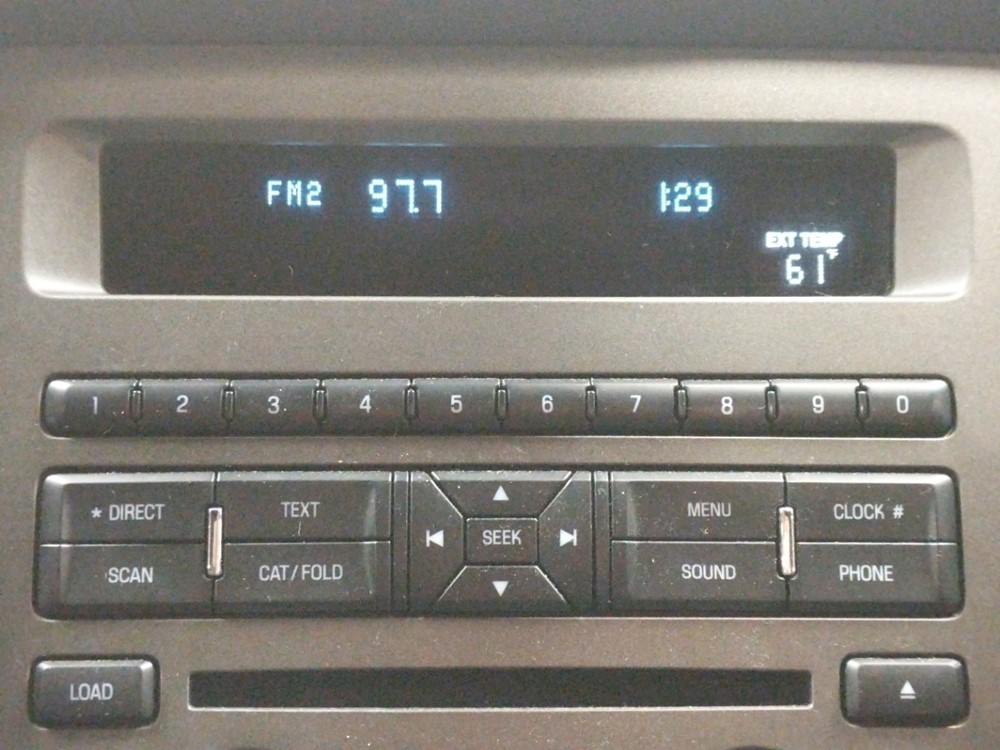 FM2 97.7 1:29
EXT TEMP
61°F
1 2 3 4 5 6 7 8 9 0
* DIRECT TEXT MENU CLOCK #
SEEK
SCAN CAT/FOLD SOUND PHONE
LOAD